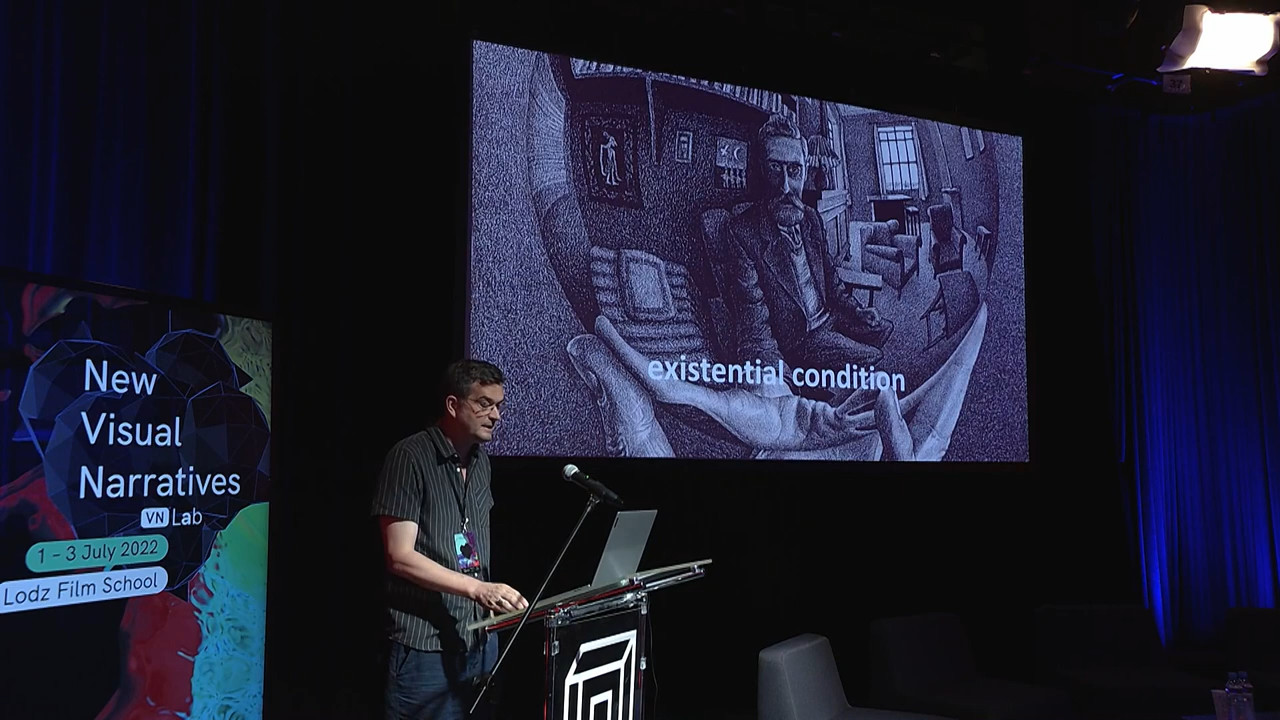 existential condition
New
Visual
Narratives
VN Lab
1 - 3 July 2022
Lodz Film School